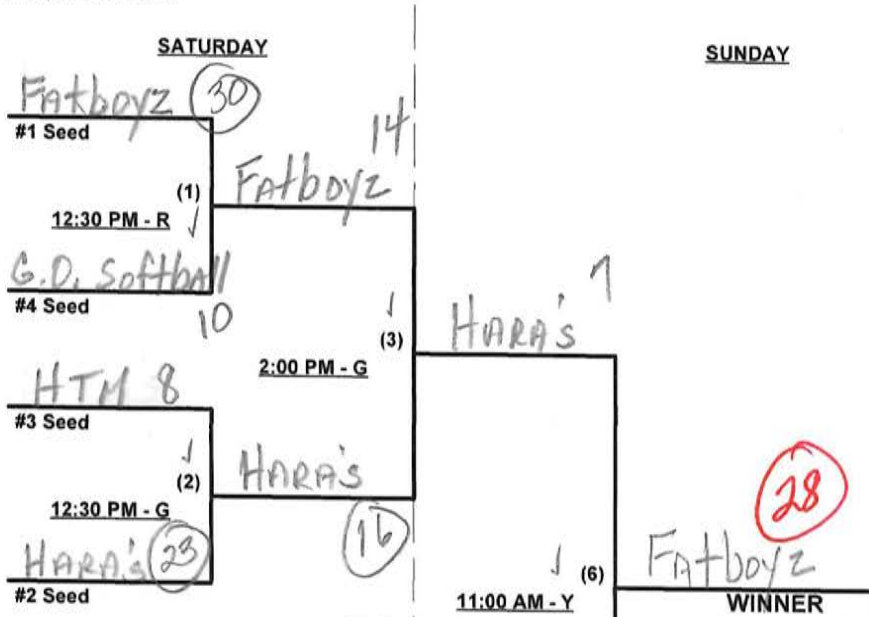 SATURDAY
SUNDAY
Fatboyz 30
#1 Seed
14
(1)
Fatboyz
12:30 PM - R
G.D. Softball
#4 Seed
10
7
(3)
HARA's
2:00 PM - G
HTM 8
#3 Seed
(2)
HARA's
12:30 PM - G
16
28
HARA's 23
#2 Seed
(6)
Fatboyz
11:00 AM - Y
WINNER